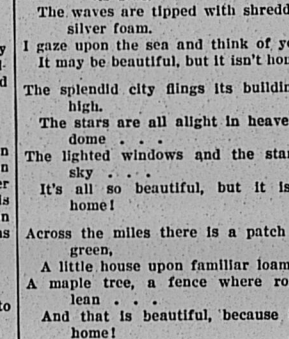 The waves are tipped with shredd
silver foam.
I gaze upon the sea and think of y
It may be beautiful, but it isn't hom
The splendid city flings its buildin
high.
The stars are all alight in heave
dome . . .
The lighted windows and the star
sky . . . .
It's all so beautiful, but it is
home!
Across the miles there is a patch
green,
A little house upon familiar loam
A maple tree, a fence where ro
lean . . .
And that is beautiful, because
home!